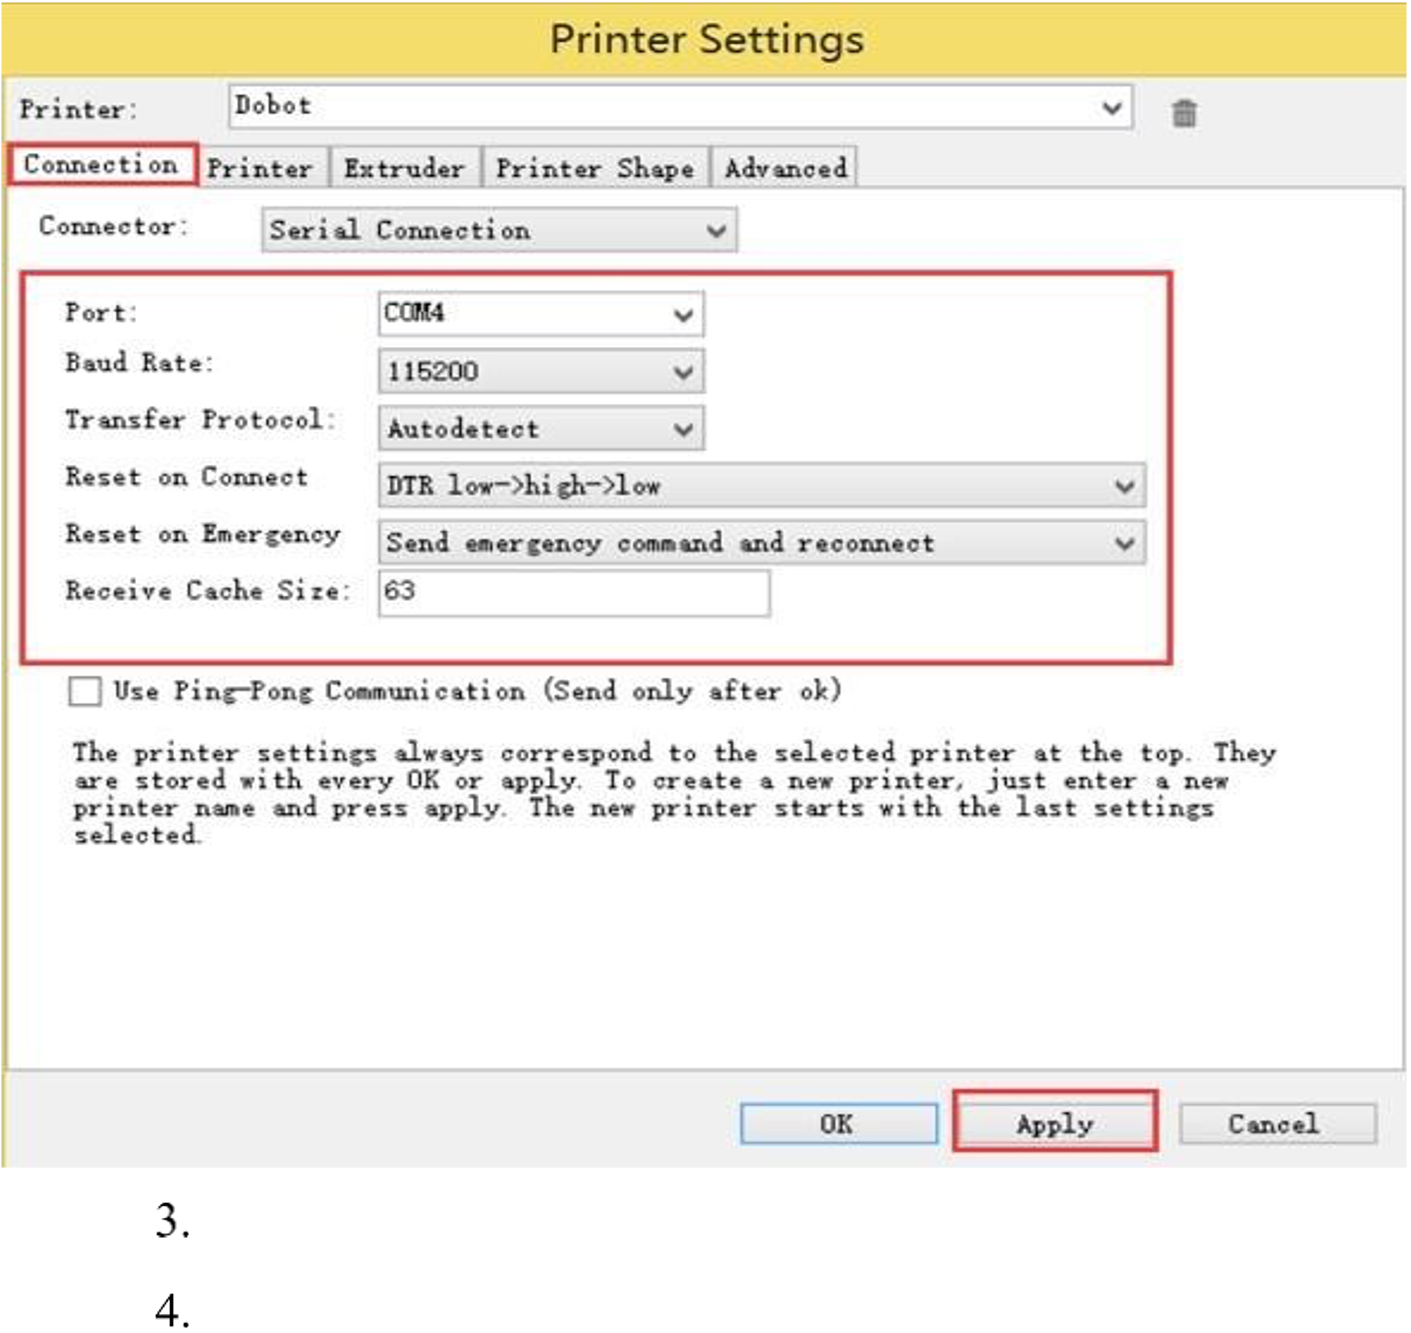 Printer Settings
Printer: Dobot
Connection Printer Extruder Printer Shape Advanced
Connector: Serial Connection
Port: COM4
Baud Rate: 115200
Transfer Protocol: Autodetect
Reset on Connect DTR low->high->low
Reset on Emergency Send emergency command and reconnect
Receive Cache Size: 63
Use Ping-Pong Communication (Send only after ok)
The printer settings always correspond to the selected printer at the top. They
are stored with every OK or apply. To create a new printer, just enter a new
printer name and press apply. The new printer starts with the last settings
selected.
OK Apply Cancel
3.
4.